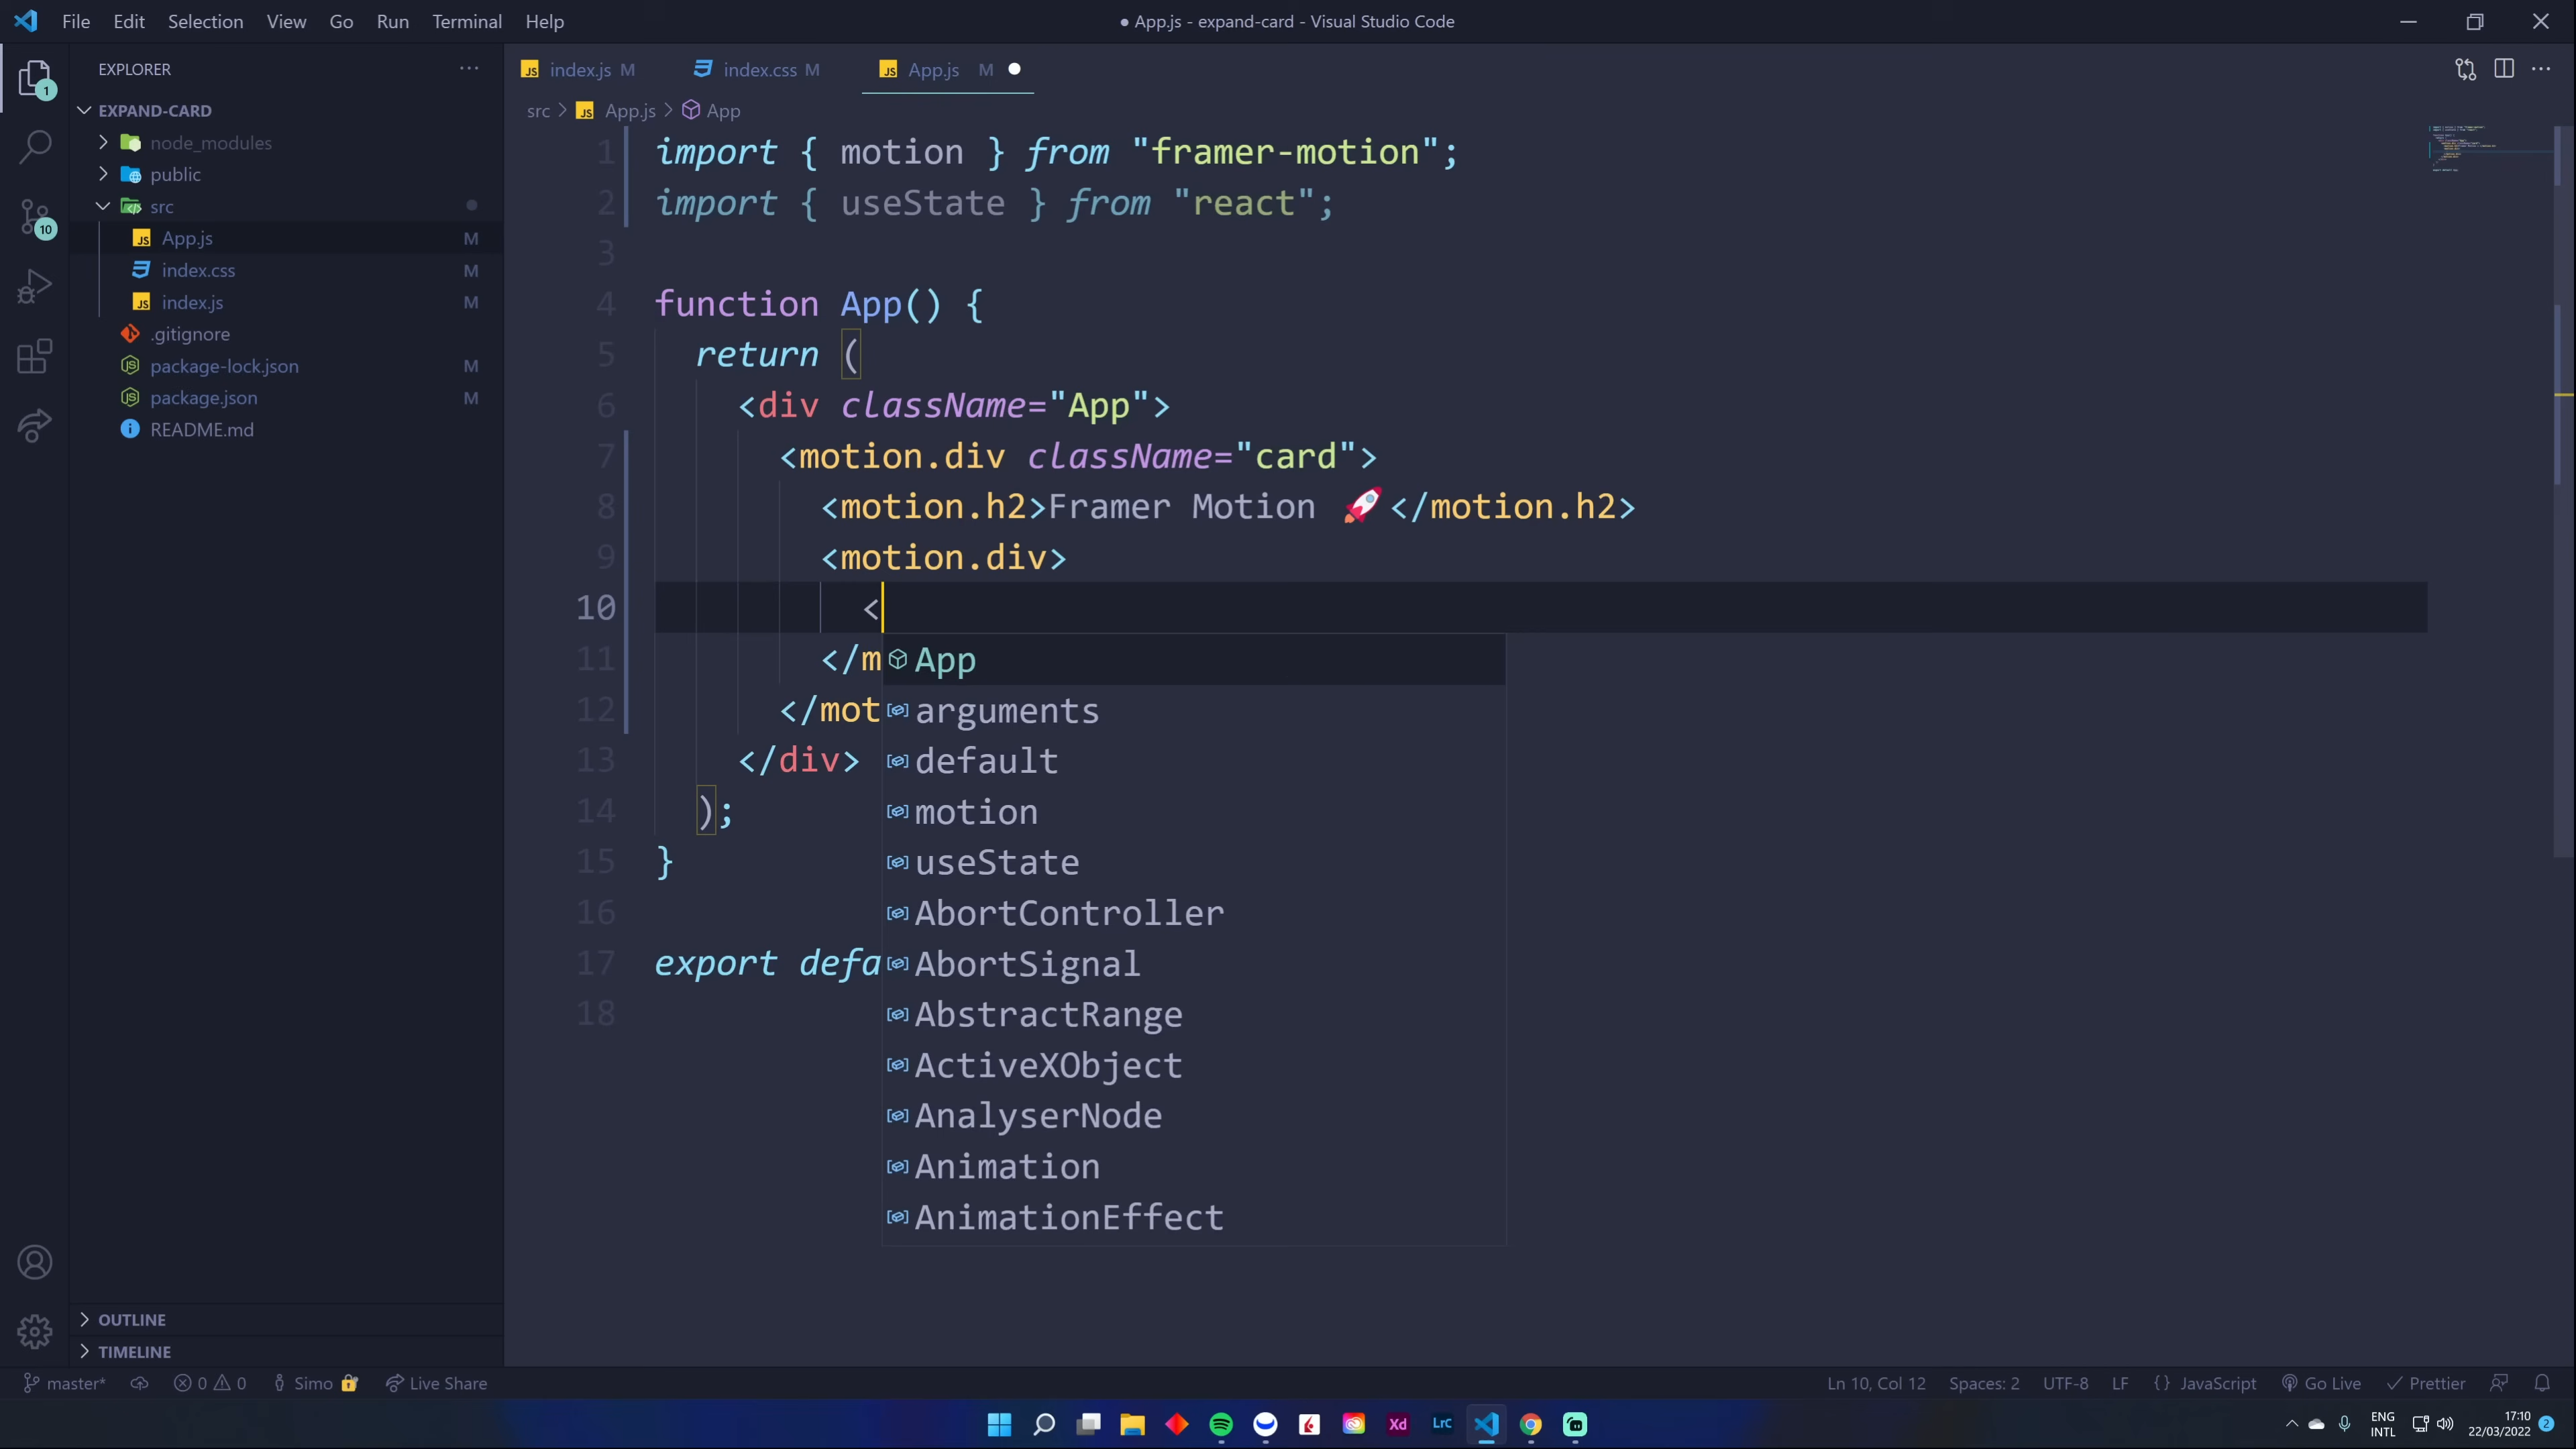 File Edit Selection View Go Run Terminal Help
● App.js - expand-card - Visual Studio Code
EXPLORER
EXPAND-CARD
node_modules
public
src
App.js M
index.css M
index.js M
.gitignore
package-lock.json M
package.json M
README.md
OUTLINE
TIMELINE
1
10
index.js M index.css M App.js M
src > App.js > App
1 import { motion } from "framer-motion";
2 import { useState } from "react";
3
4 function App() {
5 return (
6 <div className="App">
7 <motion.div className="card">
8 <motion.h2>Framer Motion 🚀</motion.h2>
9 <motion.div>
10 <
11 </m
12 </mot
13 </div>
14 );
15 }
16
17 export defa
18
App
arguments
default
motion
useState
AbortController
AbortSignal
AbstractRange
ActiveXObject
AnalyserNode
Animation
AnimationEffect
master* 0 0 Simo Live Share
Ln 10, Col 12 Spaces: 2 UTF-8 LF {} JavaScript Go Live Prettier
Xd LrC
ENG
INTL
17:10
22/03/2022
2